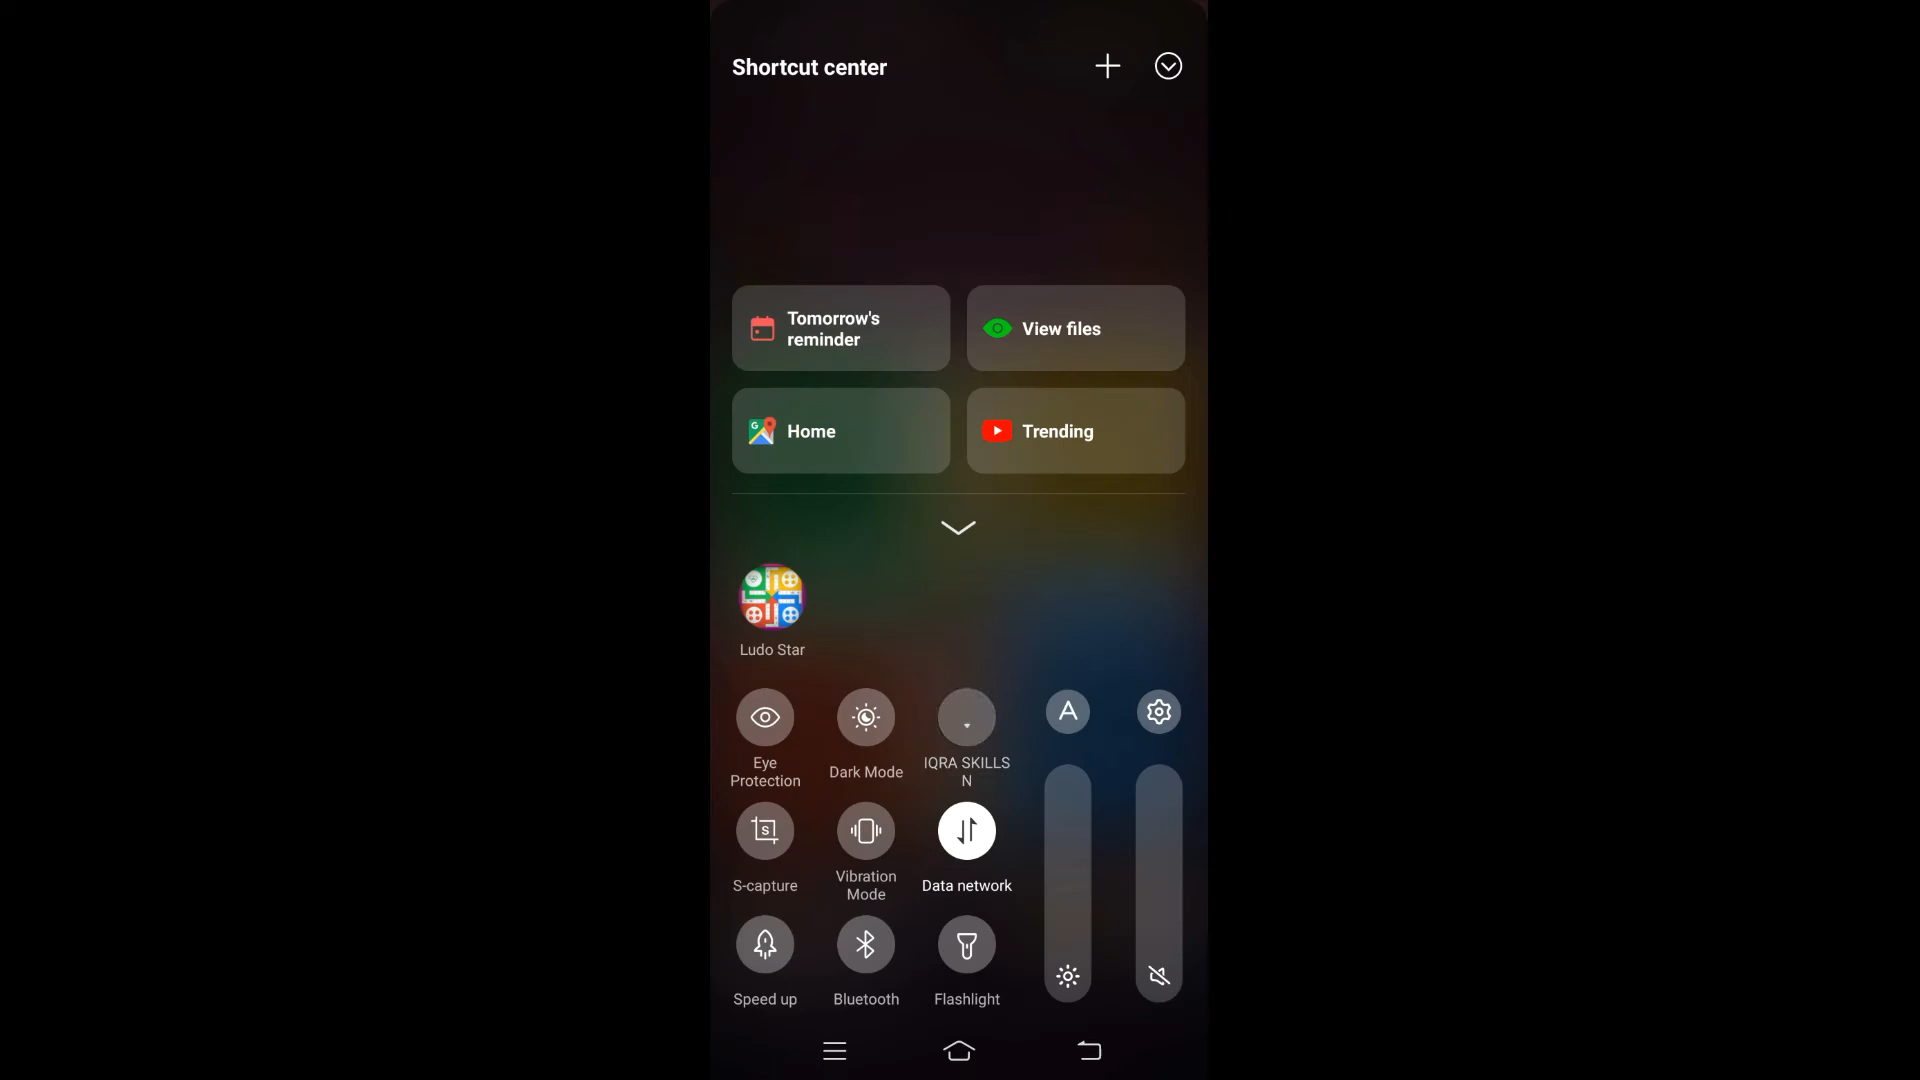 Shortcut center
Tomorrow's
reminder
View files
Home
Trending
Ludo Star
Eye
Protection
Dark Mode
IQRA SKILLS
N
S-capture
Vibration
Mode
Data network
Speed up
Bluetooth
Flashlight